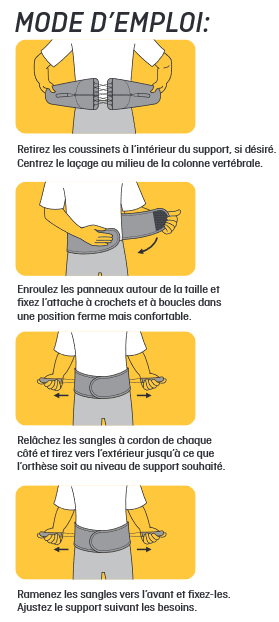 MODE D'EMPLOI:
Retirez les coussinets à l'intérieur du support, si désiré.
Centrez le laçage au milieu de la colonne vertébrale.
Enroulez les panneaux autour de la taille et
fixez l'attache à crochets et à boucles dans
une position ferme mais confortable.
Relâchez les sangles à cordon de chaque
côté et tirez vers l'extérieur jusqu'à ce que
l'orthèse soit au niveau de support souhaité.
Ramenez les sangles vers l'avant et fixez-les.
Ajustez le support suivant les besoins.